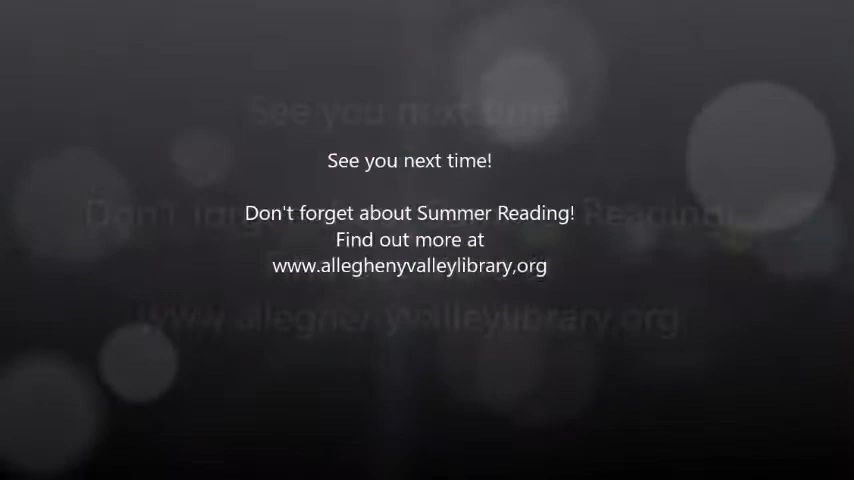 See you next time!
Don't forget about Summer Reading!
Find out more at
www.alleghenyvalleylibrary,org